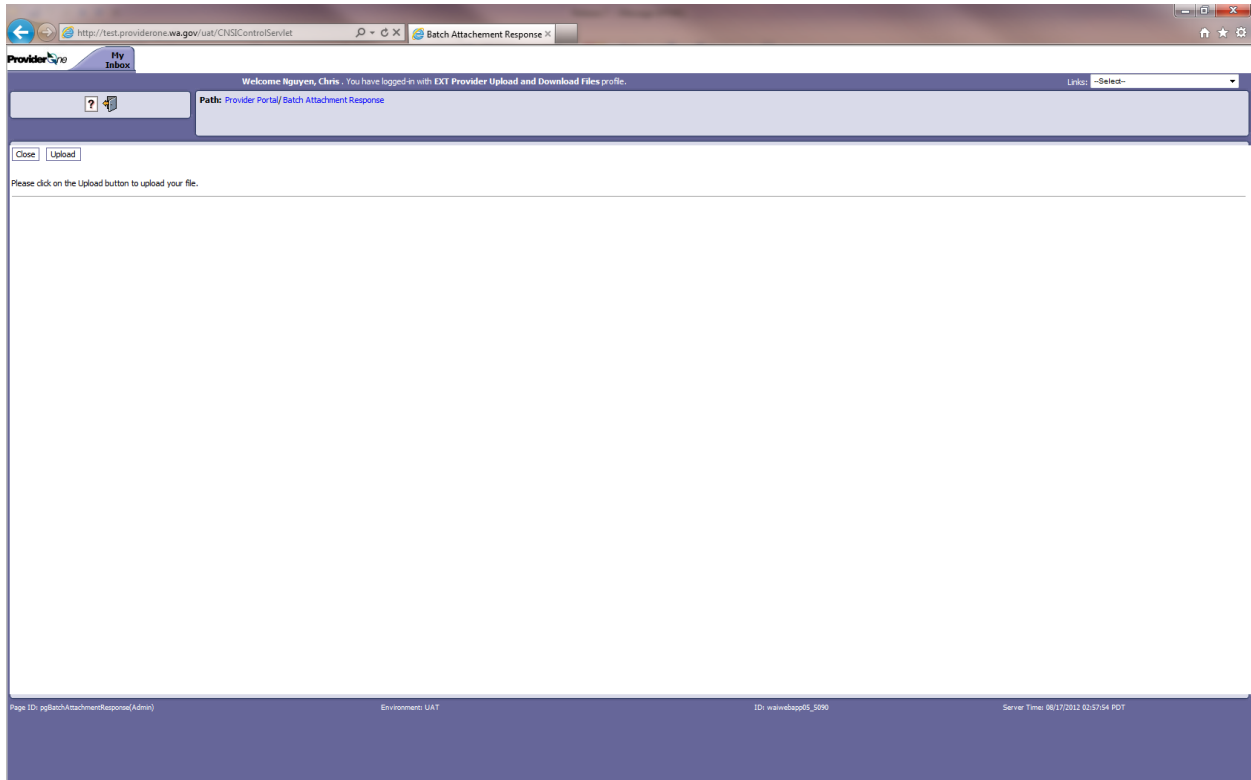 http://test.providerone.wa.gov/uat/CNSIControlServlet
Batch Attachement Response
ProviderOne
My
Inbox
Welcome Nguyen, Chris . You have logged-in with EXT Provider Upload and Download Files profile.
Links: --Select--
?
Path: Provider Portal/ Batch Attachment Response
Close Upload
Please click on the Upload button to upload your file.
Page ID: pgBatchAttachmentResponse(Admin) Environment: UAT ID: waiwebapp05_5090 Server Time: 08/17/2012 02:57:54 PDT